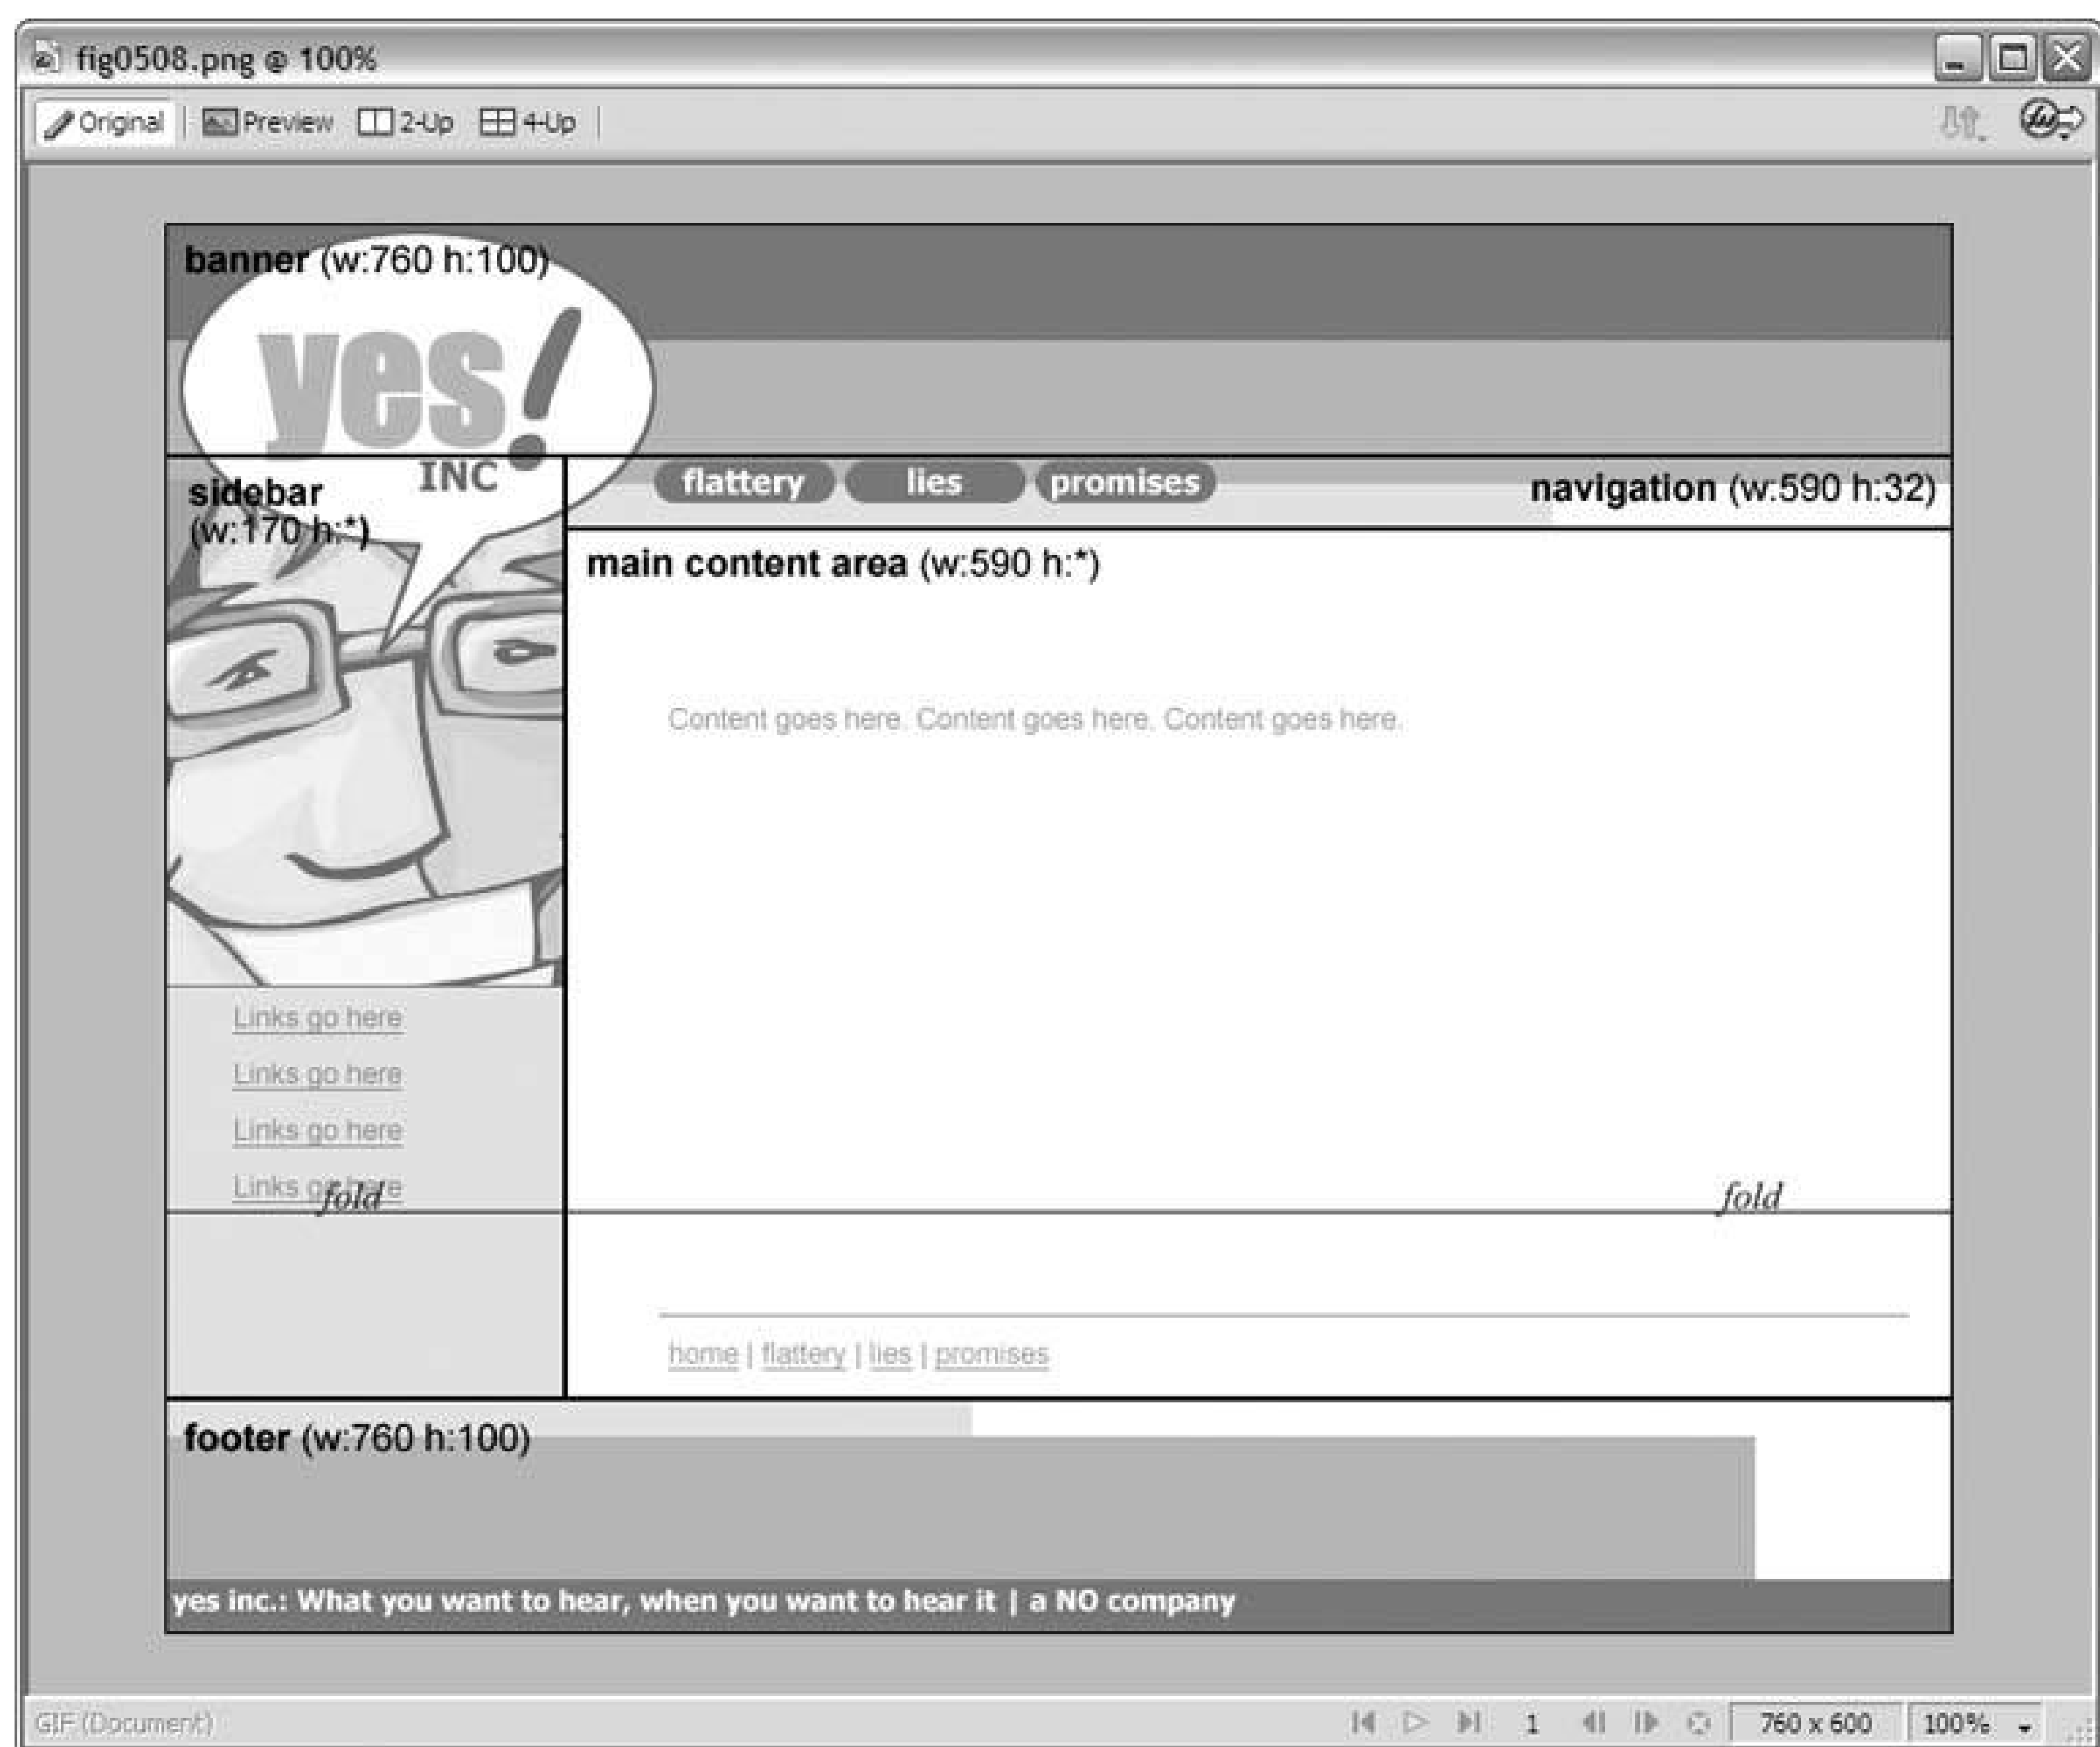 fig0508.png @ 100%
Original Preview 2-Up 4-Up
banner (w:760 h:100)
yes!
INC
sidebar
(w:170 h:*)
flattery lies promises
navigation (w:590 h:32)
main content area (w:590 h:*)
Content goes here. Content goes here. Content goes here.
Links go here
Links go here
Links go here
Links go here
fold
fold
home | flattery | lies | promises
footer (w:760 h:100)
yes inc.: What you want to hear, when you want to hear it | a NO company
GIF (Document)
1
760 x 600
100%